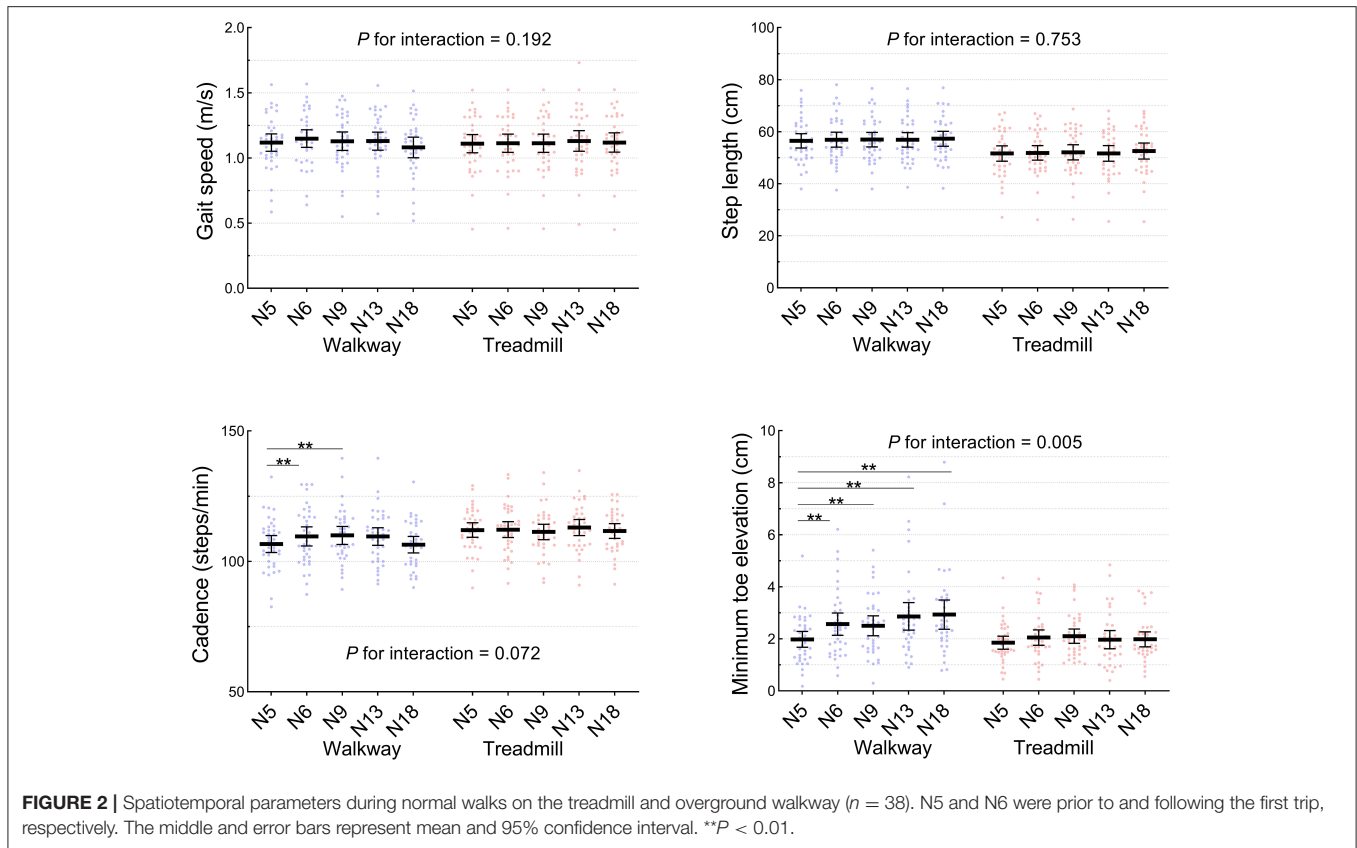 P for interaction = 0.192
Gait speed (m/s)
2.0
1.5
1.0
0.5
0.0
N5 N6 N9 N13 N18 N5 N6 N9 N13 N18
Walkway Treadmill
P for interaction = 0.753
Step length (cm)
100
80
60
40
20
0
N5 N6 N9 N13 N18 N5 N6 N9 N13 N18
Walkway Treadmill
Cadence (steps/min)
150
100
50
**
**
P for interaction = 0.072
N5 N6 N9 N13 N18 N5 N6 N9 N13 N18
Walkway Treadmill
P for interaction = 0.005
Minimum toe elevation (cm)
10
8
6
4
2
0
**
**
**
**
N5 N6 N9 N13 N18 N5 N6 N9 N13 N18
Walkway Treadmill
FIGURE 2 | Spatiotemporal parameters during normal walks on the treadmill and overground walkway (n = 38). N5 and N6 were prior to and following the first trip,
respectively. The middle and error bars represent mean and 95% confidence interval. **P < 0.01.